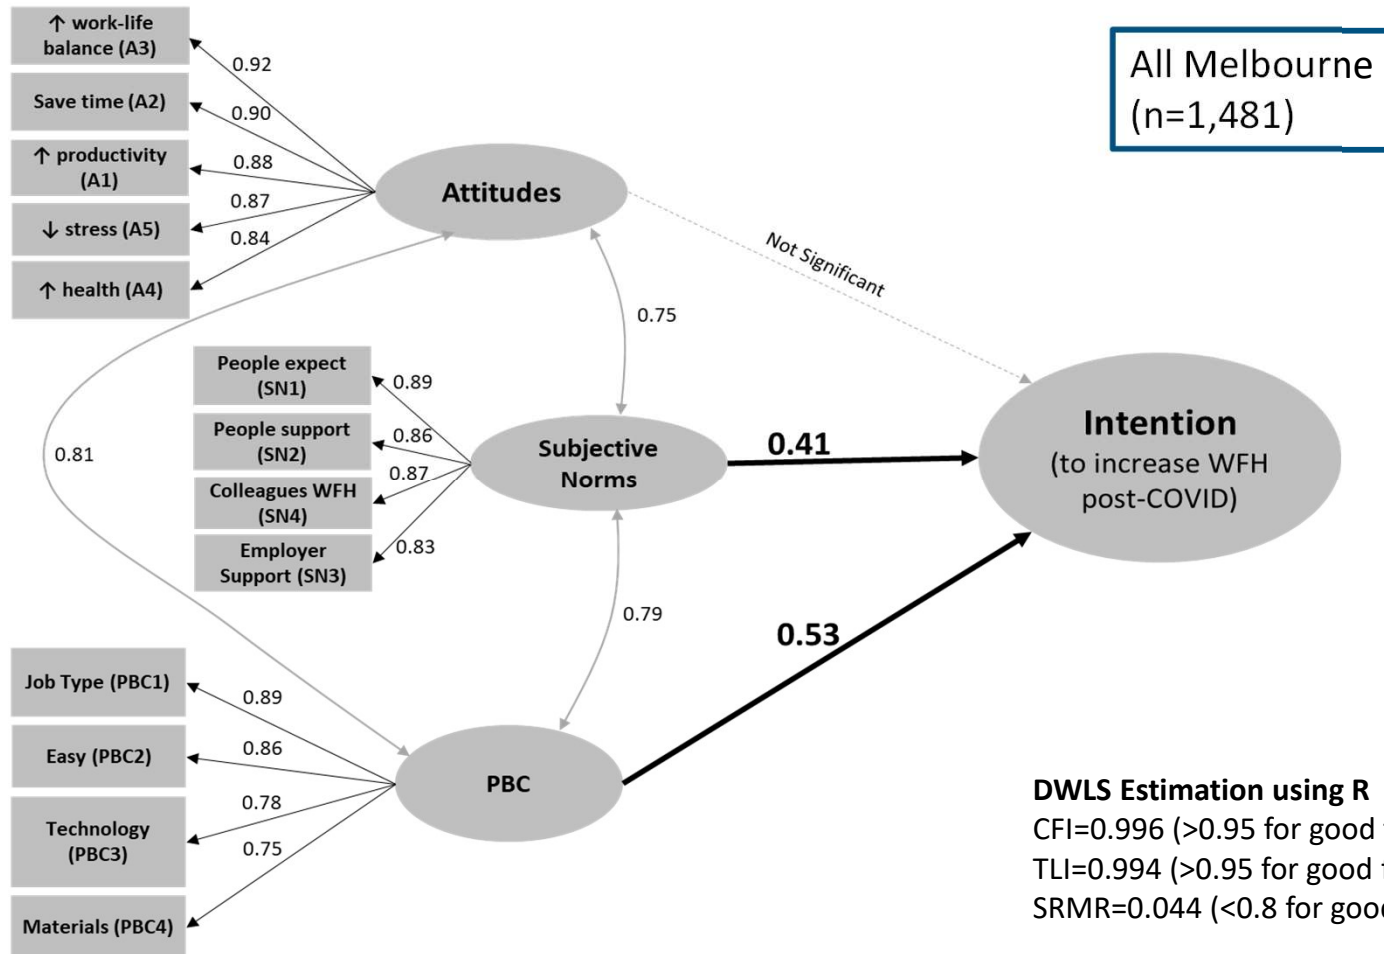 ↑ work-life
balance (A3)
Save time (A2)
↑ productivity
(A1)
↓ stress (A5)
↑ health (A4)
0.92
0.90
0.88
0.87
0.84
Attitudes
All Melbourne
(n=1,481)
Not Significant
0.75
0.81
People expect
(SN1)
People support
(SN2)
Colleagues WFH
(SN4)
Employer
Support (SN3)
0.89
0.86
0.87
0.83
Subjective
Norms
0.41
Intention
(to increase WFH
post-COVID)
0.79
0.53
Job Type (PBC1)
Easy (PBC2)
Technology
(PBC3)
Materials (PBC4)
0.89
0.86
0.78
0.75
PBC
DWLS Estimation using R
CFI=0.996 (>0.95 for good
TLI=0.994 (>0.95 for good
SRMR=0.044 (<0.8 for good